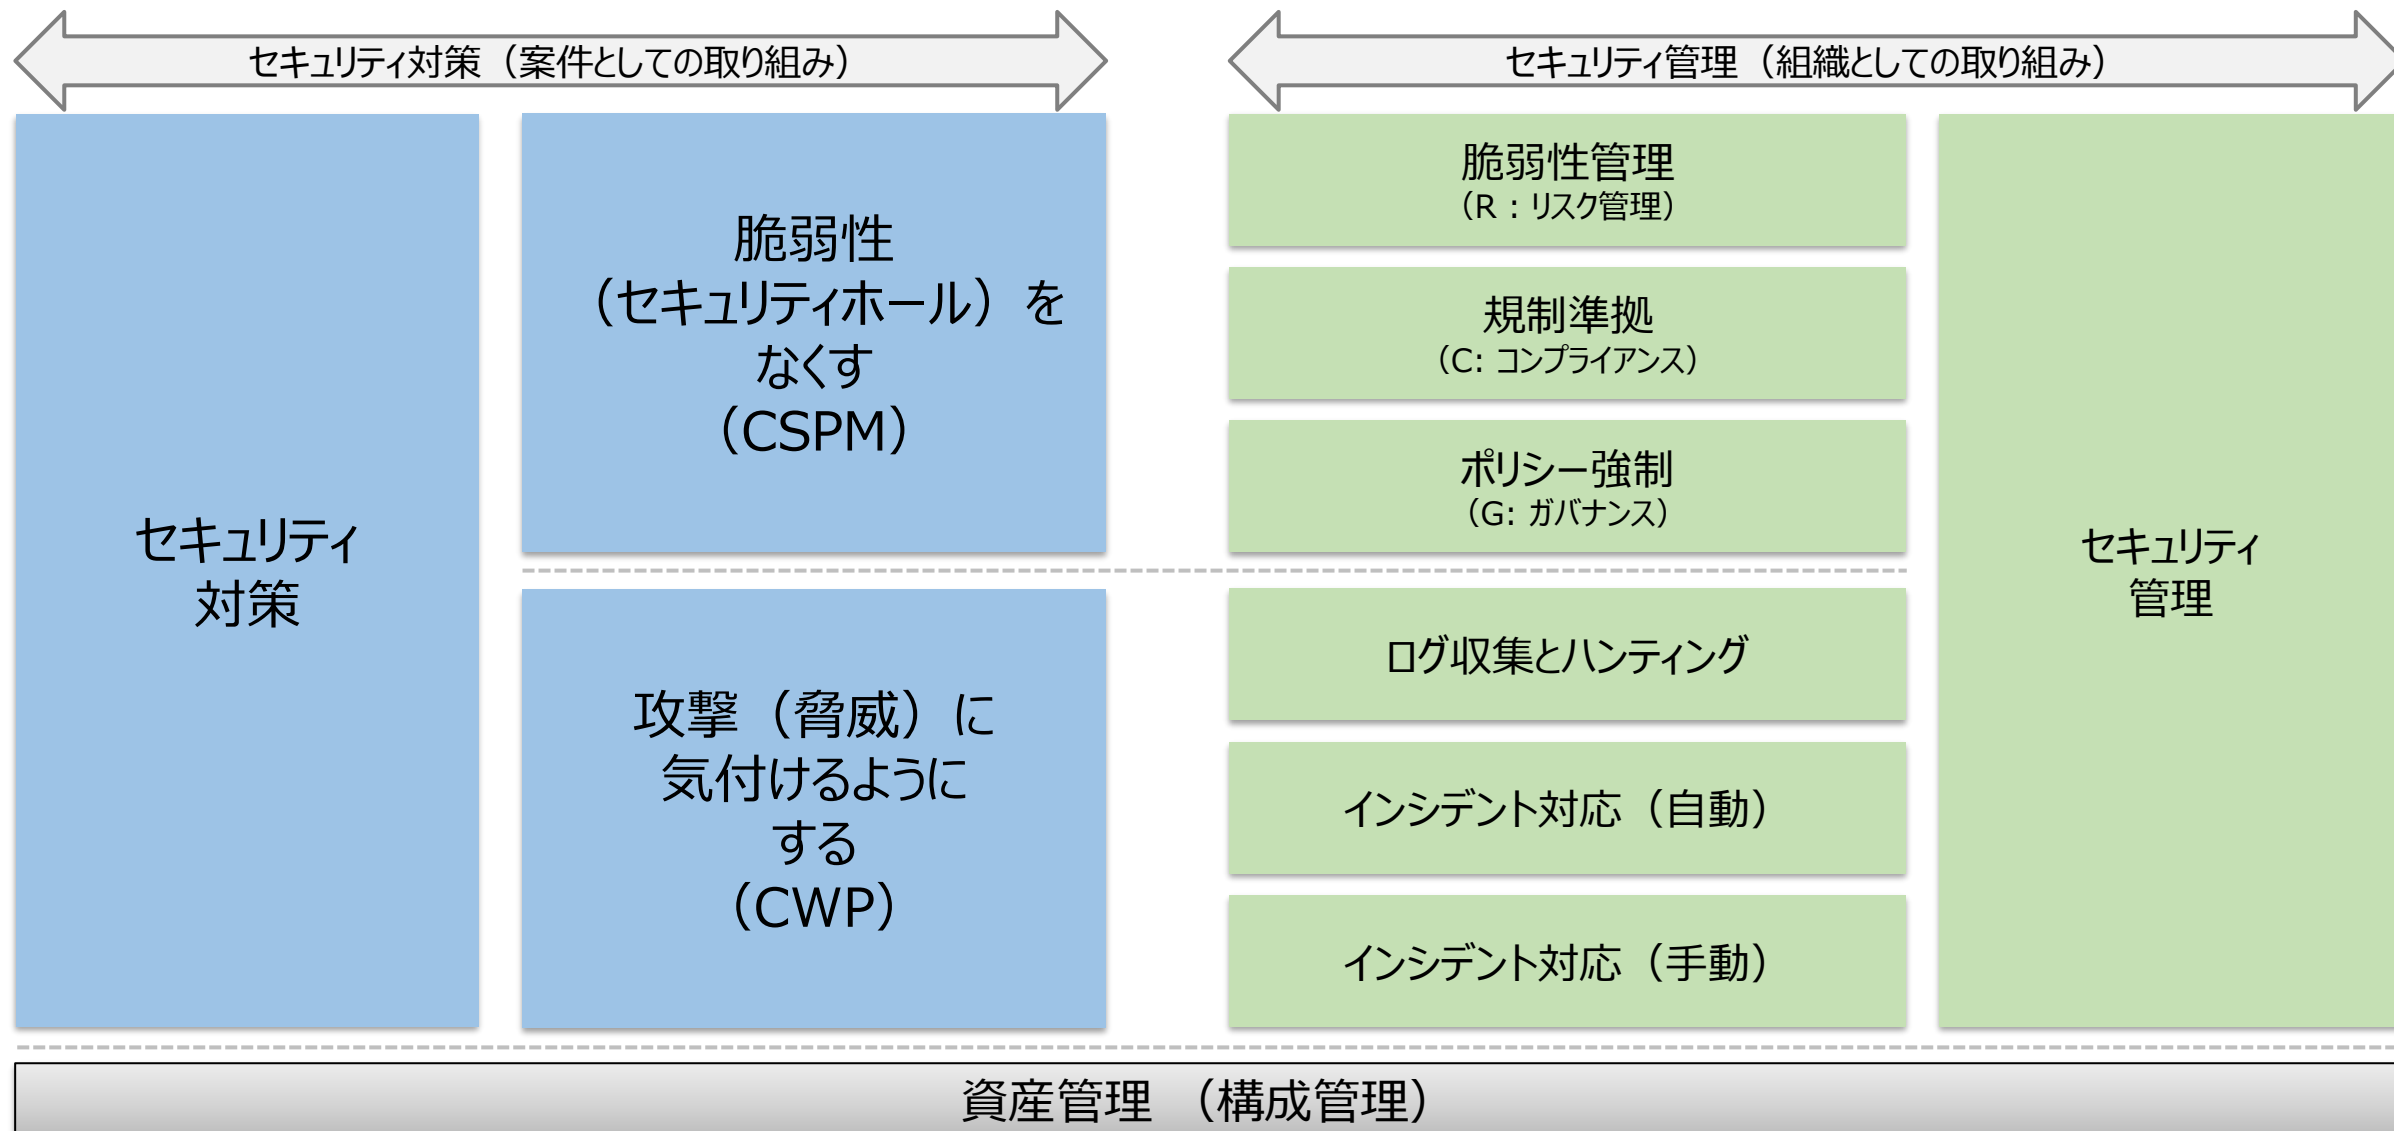 セキュリティ対策（案件としての取り組み）
セキュリティ管理（組織としての取り組み）
セキュリティ
対策
脆弱性
（セキュリティホール）を
なくす
（CSPM）
攻撃（脅威）に
気付けるように
する
（CWP）
脆弱性管理
（R：リスク管理）
規制準拠
（C: コンプライアンス）
ポリシー強制
（G: ガバナンス）
ログ収集とハンティング
インシデント対応（自動）
インシデント対応（手動）
セキュリティ
管理
資産管理 （構成管理）